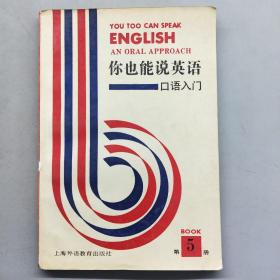 YOU TOO CAN SPEAK
ENGLISH
AN ORAL APPROACH
你也能说英语
口语入门
BOOK
第 5 册
上海外语教育出版社